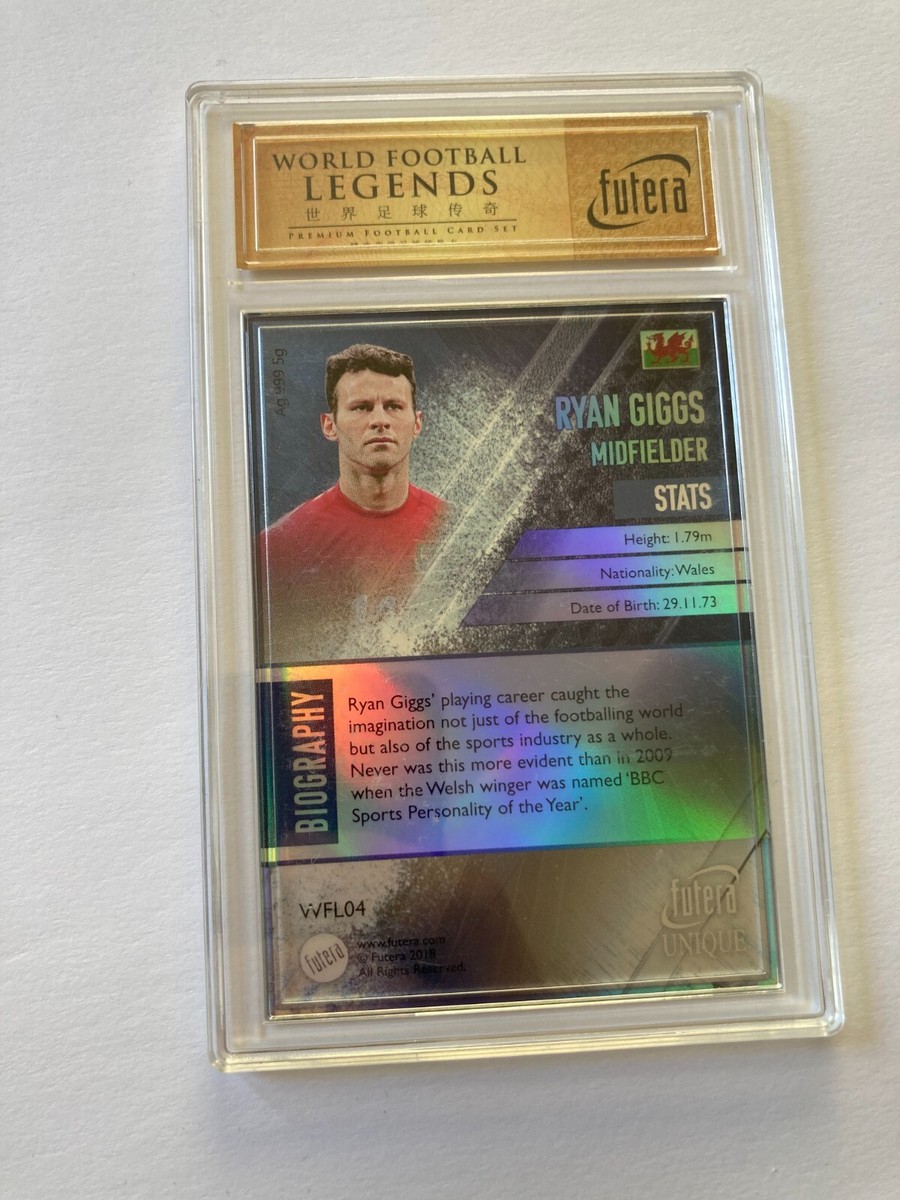 WORLD FOOTBALL
LEGENDS
世界足球传奇
PREMIUM FOOTBALL CARD SET
futera
Ag 999 5g
RYAN GIGGS
MIDFIELDER
STATS
Height: 1.79m
Nationality: Wales
Date of Birth: 29.11.73
BIOGRAPHY
Ryan Giggs' playing career caught the
imagination not just of the footballing world
but also of the sports industry as a whole.
Never was this more evident than in 2009
when the Welsh winger was named 'BBC
Sports Personality of the Year'.
WFL04
futera
www.futera.com
© Futera 2018
All Rights Reserved.
futera
UNIQUE